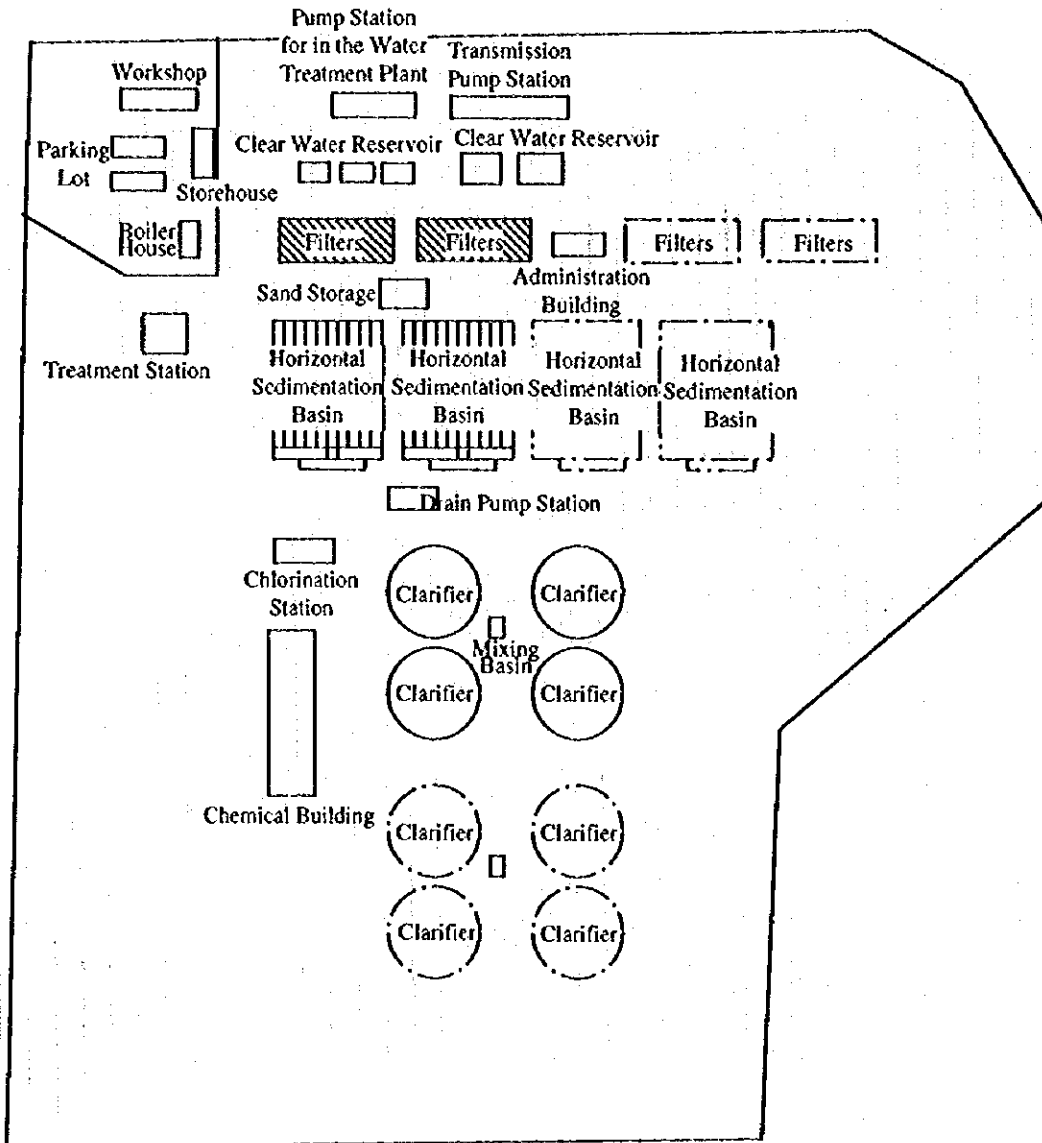 Pump Station
for in the Water
Treatment Plant
Transmission
Pump Station
Workshop
Parking
Lot
Storehouse
Clear Water Reservoir
Clear Water Reservoir
Boiler
House
Filters
Filters
Filters
Filters
Administration
Building
Sand Storage
Treatment Station
Horizontal
Sedimentation
Basin
Horizontal
Sedimentation
Basin
Horizontal
Sedimentation
Basin
Horizontal
Sedimentation
Basin
Drain Pump Station
Chlorination
Station
Clarifier
Clarifier
Mixing
Basin
Clarifier
Clarifier
Chemical Building
Clarifier
Clarifier
Clarifier
Clarifier